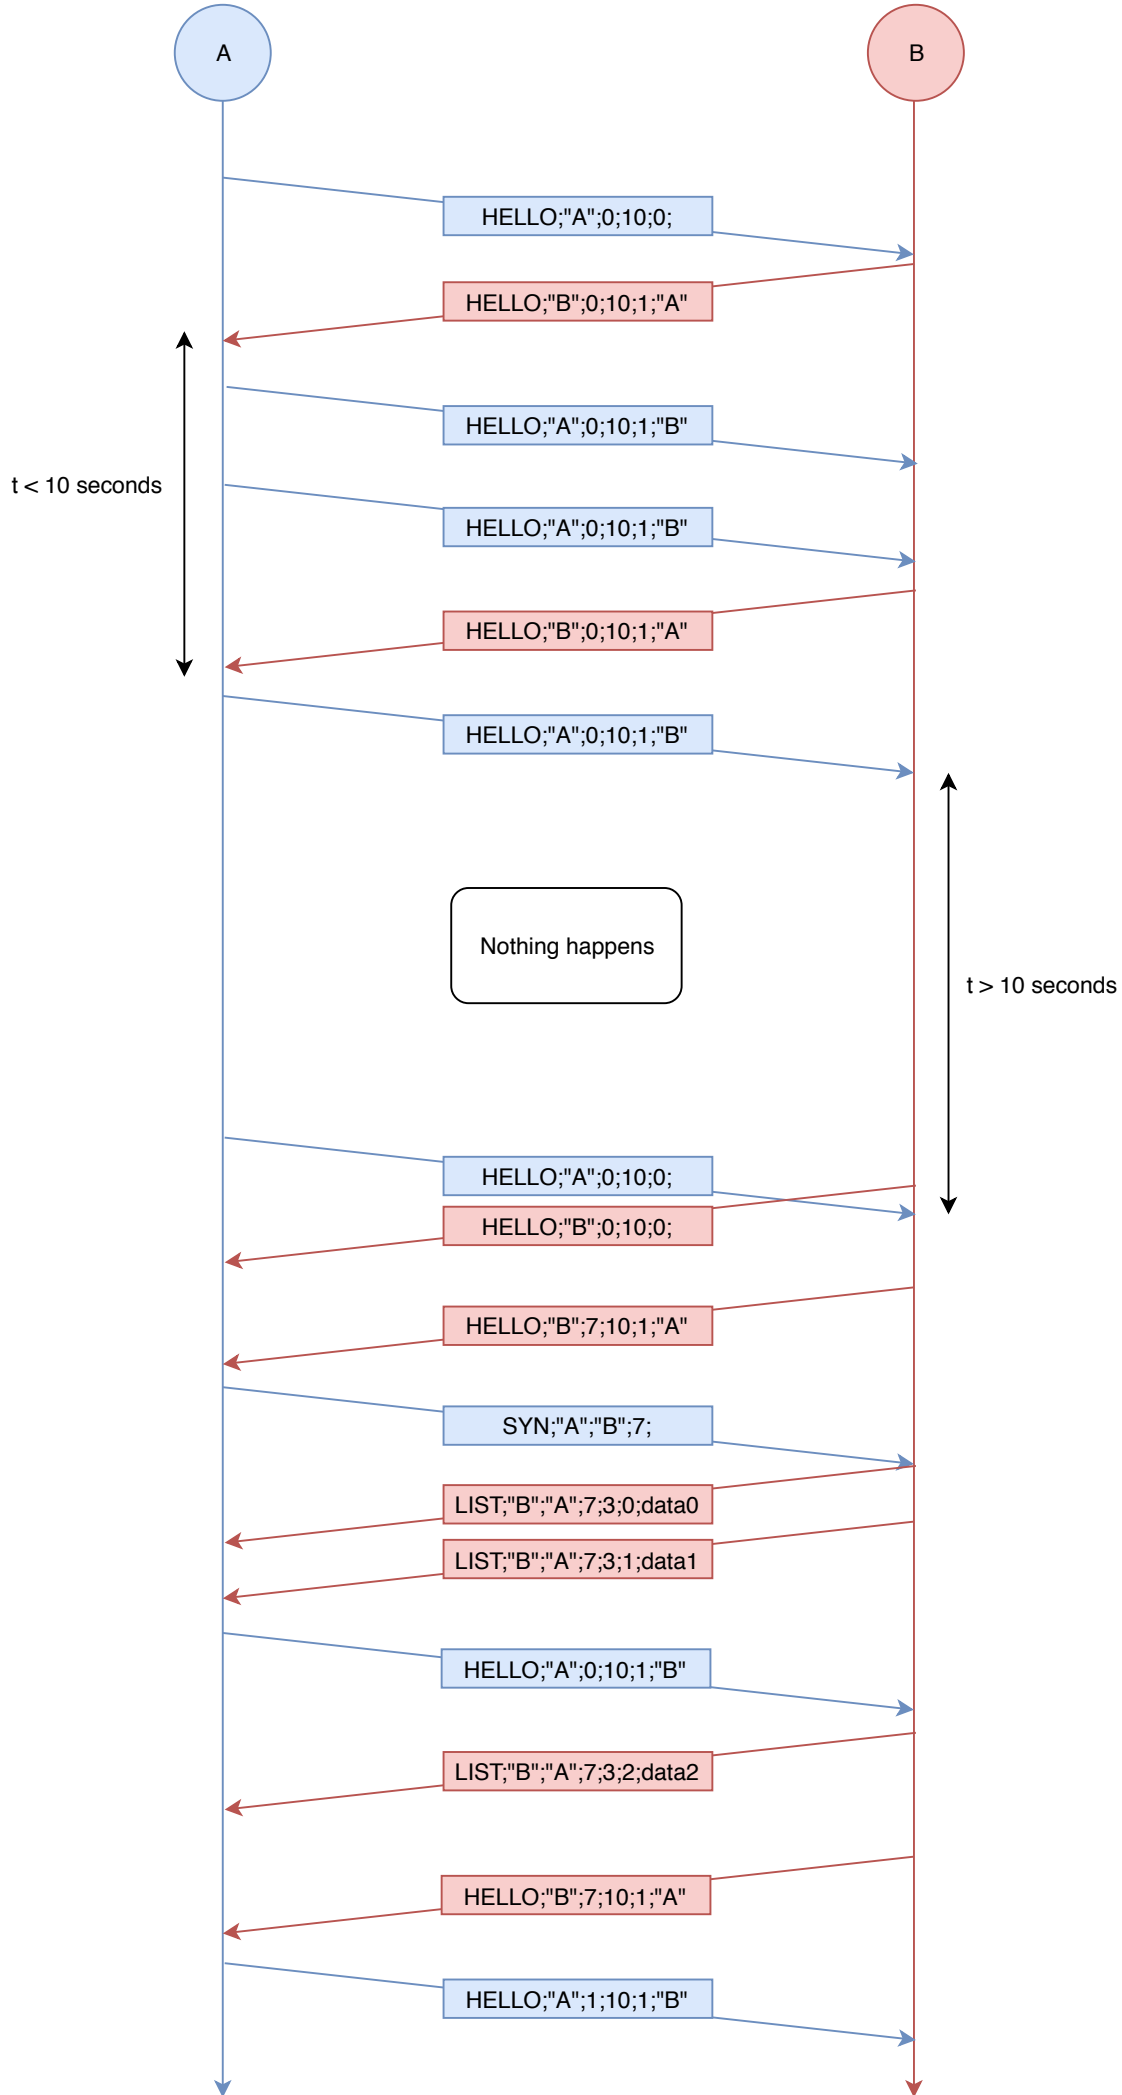 A
B
HELLO;"A";0;10;0;
HELLO;"B";0;10;1;"A"
HELLO;"A";0;10;1;"B"
t < 10 seconds
HELLO;"A";0;10;1;"B"
HELLO;"B";0;10;1;"A"
HELLO;"A";0;10;1;"B"
Nothing happens
t > 10 seconds
HELLO;"A";0;10;0;
HELLO;"B";0;10;0;
HELLO;"B";7;10;1;"A"
SYN;"A";"B";7;
LIST;"B";"A";7;3;0;data0
LIST;"B";"A";7;3;1;data1
HELLO;"A";0;10;1;"B"
LIST;"B";"A";7;3;2;data2
HELLO;"B";7;10;1;"A"
HELLO;"A";1;10;1;"B"